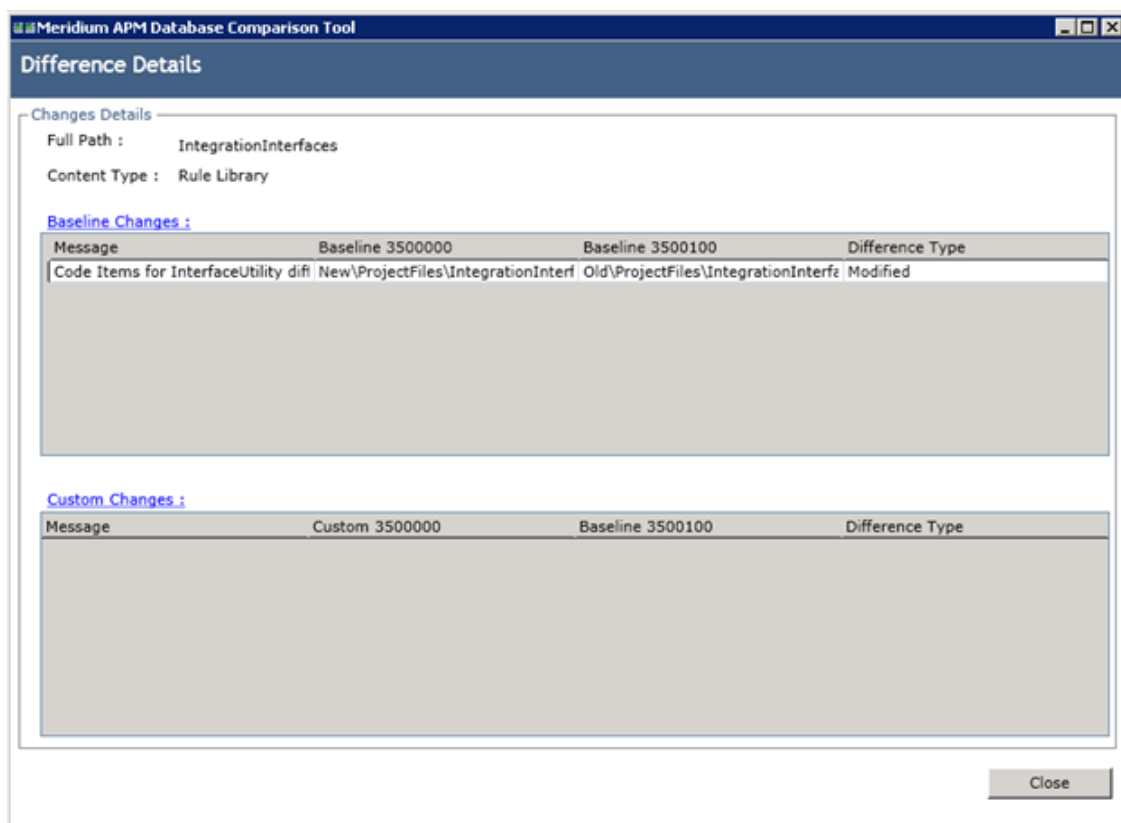 Meridium APM Database Comparison Tool
Difference Details
Changes Details
Full Path : IntegrationInterfaces
Content Type : Rule Library
Baseline Changes :
Message Baseline 3500000 Baseline 3500100 Difference Type
Code Items for InterfaceUtility diff New\ProjectFiles\IntegrationInterf Old\ProjectFiles\IntegrationInterfa Modified
Custom Changes :
Message Custom 3500000 Baseline 3500100 Difference Type
Close